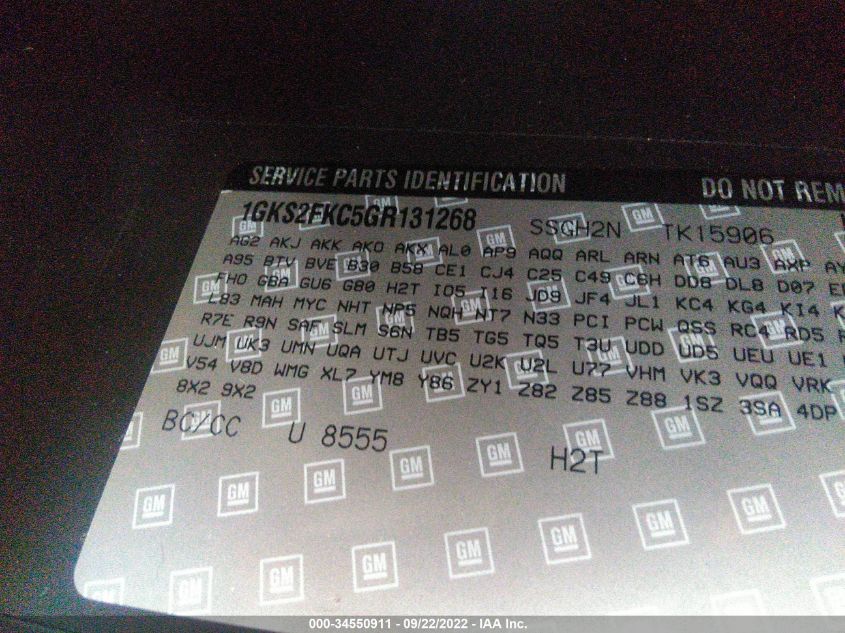 SERVICE PARTS IDENTIFICATION DO NOT REM
1GKS2FKC5GR131268 SSGH2N TK15906
AG2 AKJ AKK AKO AKX AL0 AP9 AQQ ARL ARN AT6 AU3 AXP AY
A95 BTV BVE B30 B58 CE1 CJ4 C25 C49 C6H DD8 DL8 D07
FHO GBA GU6 G80 H2T IO5 I16 JD9 JF4 JL1 KC4 KG4 KI4
L83 MAH MYC NHT NP5 NQH NT7 N33 PCI PCW QSS RC4 RD5
R7E R9N SAF SLM S6N TB5 TG5 TQ5 T3U UDD UD5 UEU UE1
UJM UK3 UMN UQA UTJ UVC U2K U2L U77 VHM VK3 VQQ VRK
V54 V8D WMG XL7 YM8 Y86 ZY1 Z82 Z85 Z88 1SZ 3SA 4DP
8X2 9X2
BC/CC U 8555 H2T
GM
000-34550911 - 09/22/2022 - IAA Inc.